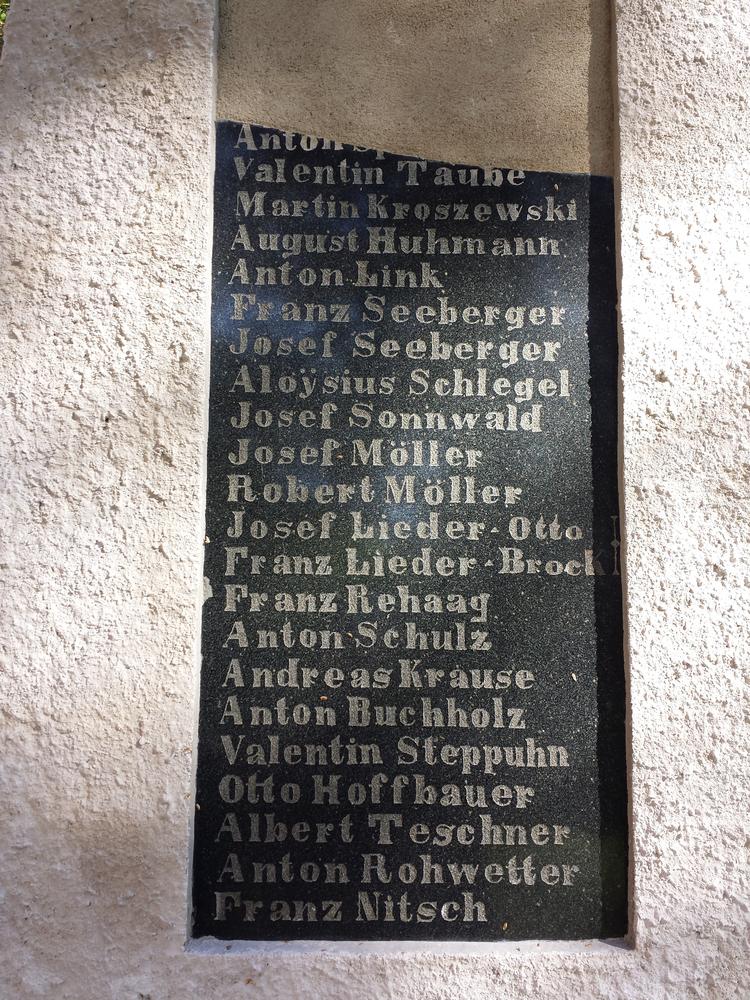 Anton
Valentin Taube
Martin Kroszewski
August Huhmann
Anton Link
Franz Seeberger
Josef Seeberger
Aloÿsius Schlegel
Josef Sonnwald
Josef Möller
Robert Möller
Josef Lieder-Otto
Franz Lieder-Brock
Franz Rehaag
Anton Schulz
Andreas Krause
Anton Buchholz
Valentin Steppuhn
Otto Hoffbauer
Albert Teschner
Anton Rohwetter
Franz Nitsch